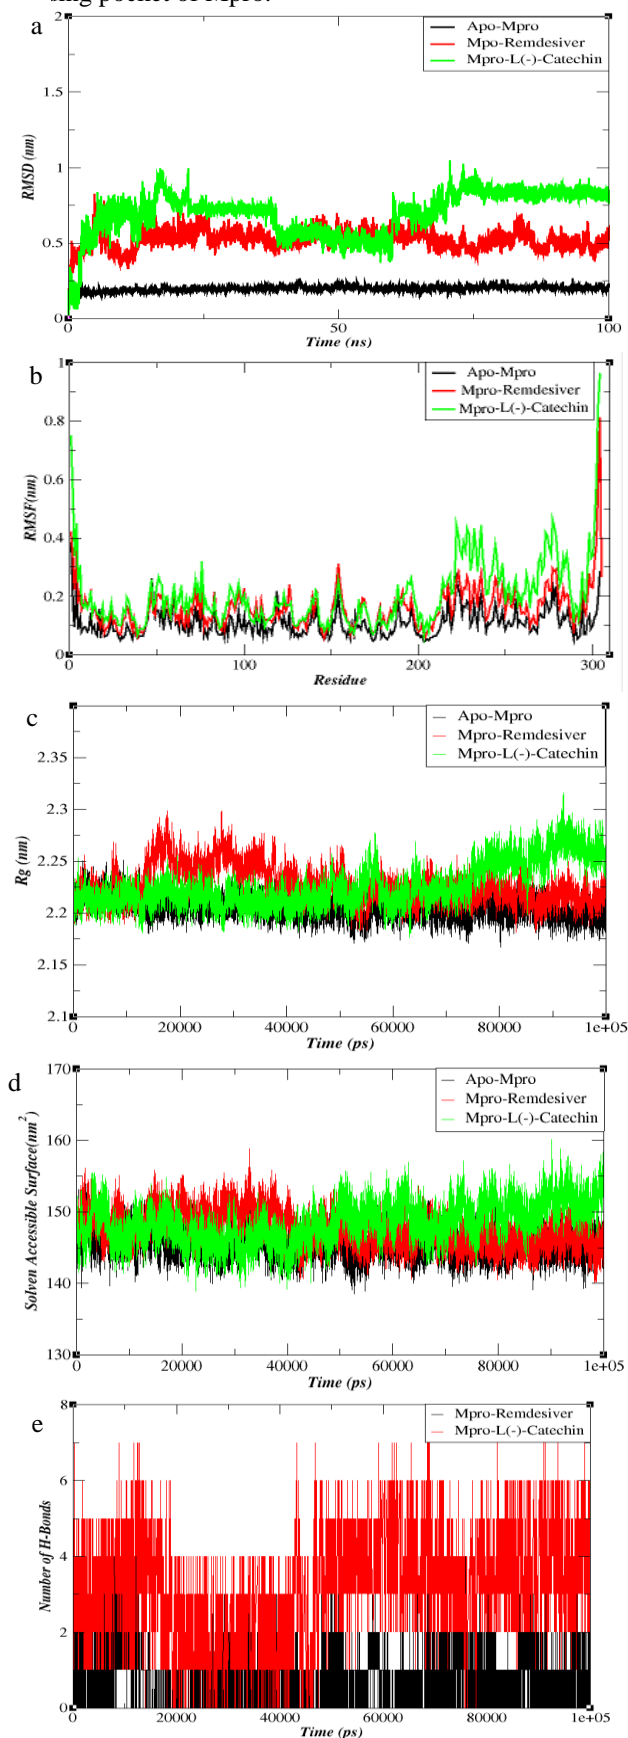 sing pocket of Mpro.
a
2
Apo-Mpro
Mpo-Remdesiver
Mpro-L(-)-Catechin
1.5
1
0.5
0
RMSD (nm)
0
50
100
Time (ns)
b
1
Apo-Mpro
Mpro-Remdesiver
Mpro-L(-)-Catechin
0.8
0.6
0.4
0.2
0
RMSF(nm)
0
100
200
300
Residue
c
Apo-Mpro
Mpro-Remdesiver
Mpro-L(-)-Catechin
2.35
2.3
2.25
2.2
2.15
2.1
Rg (nm)
20000
40000
60000
80000
1e+05
Time (ps)
d
170
Apo-Mpro
Mpro-Remdesiver
Mpro-L(-)-Catechin
160
150
140
130
Solven Accessible Surface(nm2)
0
20000
40000
60000
80000
1e+05
Time (ps)
e
8
Mpro-Remdesiver
Mpro-L(-)-Catechin
6
4
2
0
Number of H-Bonds
0
20000
40000
60000
80000
1e+05
Time (ps)